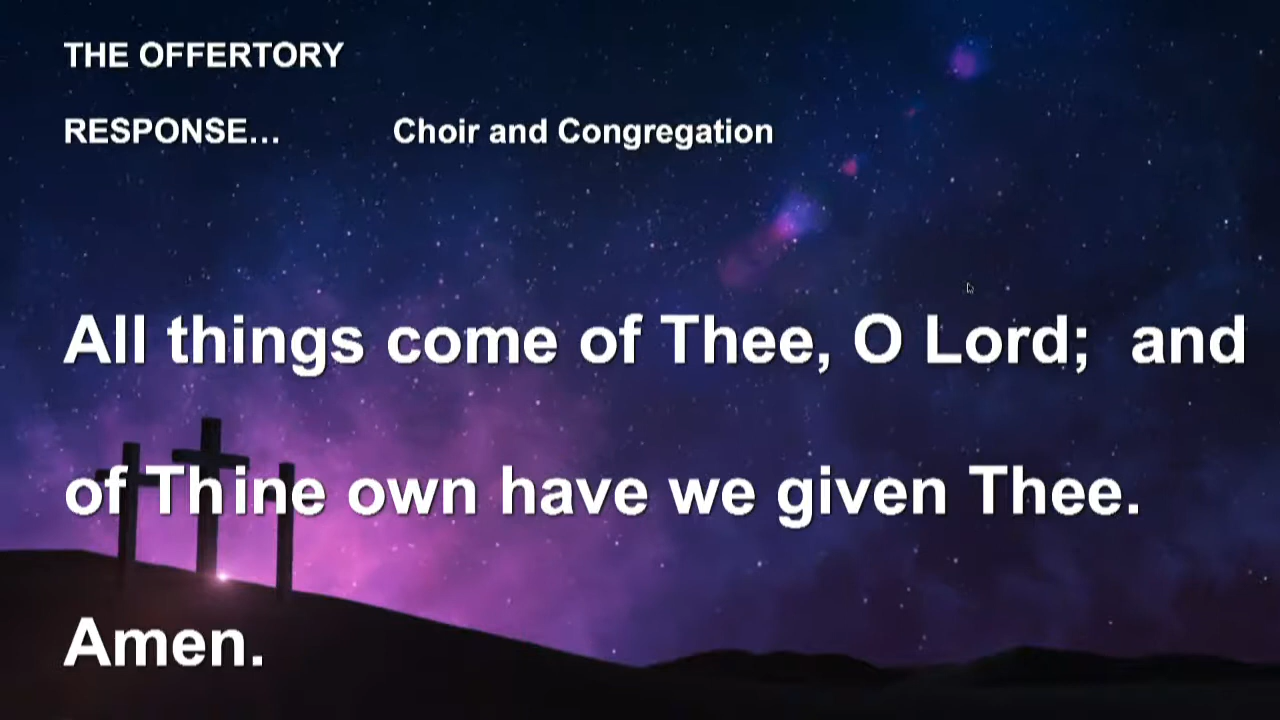 THE OFFERTORY
RESPONSE... Choir and Congregation
All things come of Thee, O Lord; and
of Thine own have we given Thee.
Amen.